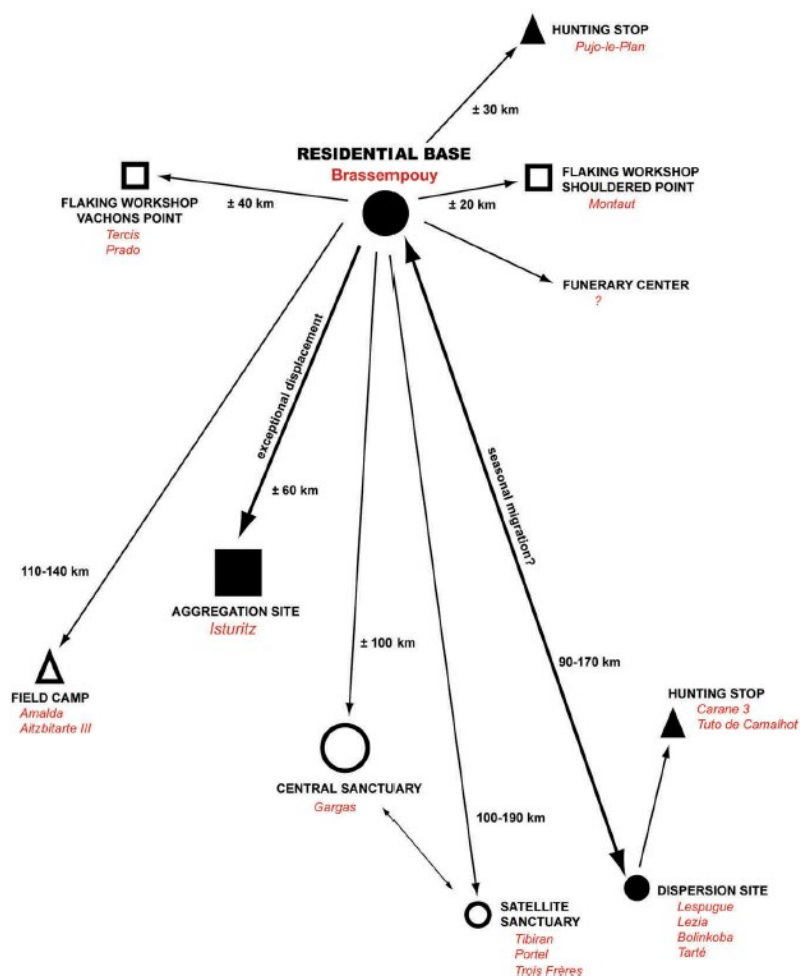 HUNTING STOP
Pujo-le-Plan
± 30 km
RESIDENTIAL BASE
Brassempouy
FLAKING WORKSHOP
VACHONS POINT
Tercis
Prado
± 40 km
± 20 km
FLAKING WORKSHOP
SHOULDERED POINT
Montaut
FUNERARY CENTER
?
exceptional displacement
± 60 km
seasonal migration?
110-140 km
AGGREGATION SITE
Isturitz
± 100 km
90-170 km
FIELD CAMP
Amalda
Aitzbitarte III
HUNTING STOP
Carane 3
Tuto de Camalhot
CENTRAL SANCTUARY
Gargas
100-190 km
SATELLITE
SANCTUARY
Tibiran
Portel
Trois Frères
DISPERSION SITE
Lespugue
Lezia
Bolinkoba
Tarté